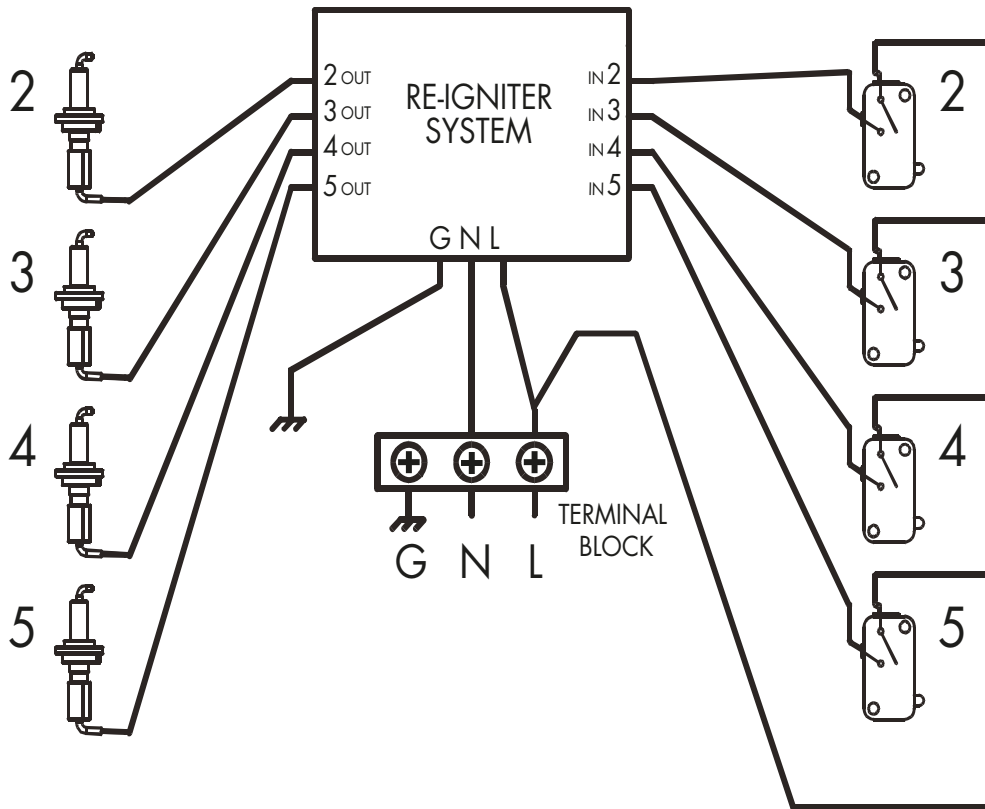 2
3
4
5
2 OUT
3 OUT
4 OUT
5 OUT
RE-IGNITER
SYSTEM
IN 2
IN 3
IN 4
IN 5
G N L
2
3
4
5
TERMINAL
BLOCK
G N L